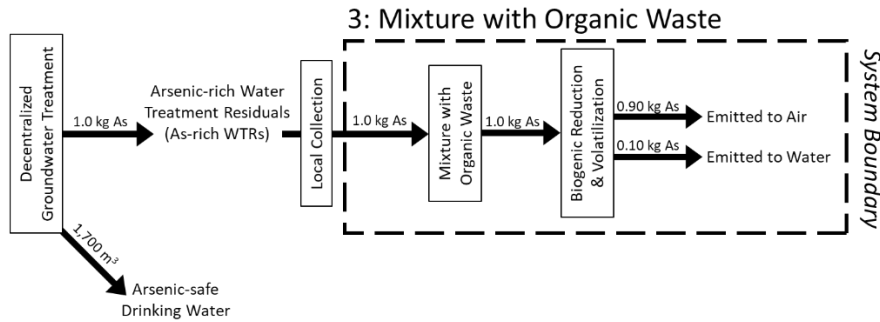 3: Mixture with Organic Waste
Decentralized
Groundwater Treatment
1.0 kg As
Arsenic-rich Water
Treatment Residuals
(As-rich WTRs)
Local Collection
1.0 kg As
Mixture with
Organic Waste
1.0 kg As
Biogenic Reduction
& Volatilization
0.90 kg As
Emitted to Air
0.10 kg As
Emitted to Water
System Boundary
1,700 m³
Arsenic-safe
Drinking Water